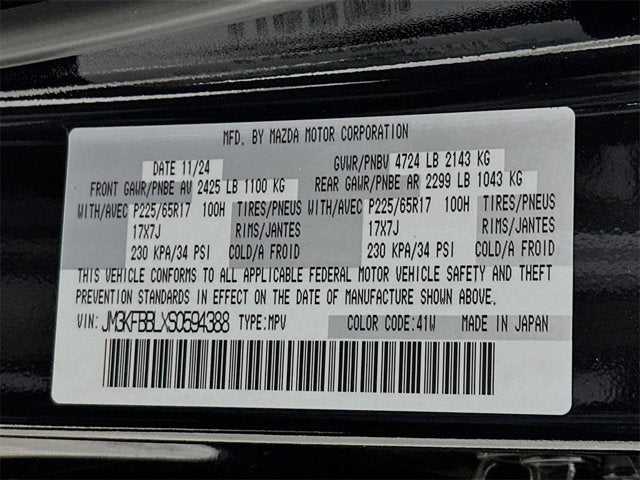 MFD. BY MAZDA MOTOR CORPORATION
DATE 11/24 GVWR/PNBV 4724 LB 2143 KG
FRONT GAWR/PNBE AV 2425 LB 1100 KG REAR GAWR/PNBE AR 2299 LB 1043 KG
WITH/AVEC P225/65R17 100H TIRES/PNEUS WITH/AVEC P225/65R17 100H TIRES/PNEUS
17X7J RIMS/JANTES 17X7J RIMS/JANTES
230 KPA/34 PSI COLD/A FROID 230 KPA/34 PSI COLD/A FROID
THIS VEHICLE CONFORMS TO ALL APPLICABLE FEDERAL MOTOR VEHICLE SAFETY AND THEFT
PREVENTION STANDARDS IN EFFECT ON THE DATE OF MANUFACTURE SHOWN ABOVE.
VIN: JM3KFBBLXS0594388 TYPE:MPV COLOR CODE:41W MADE IN JAPAN